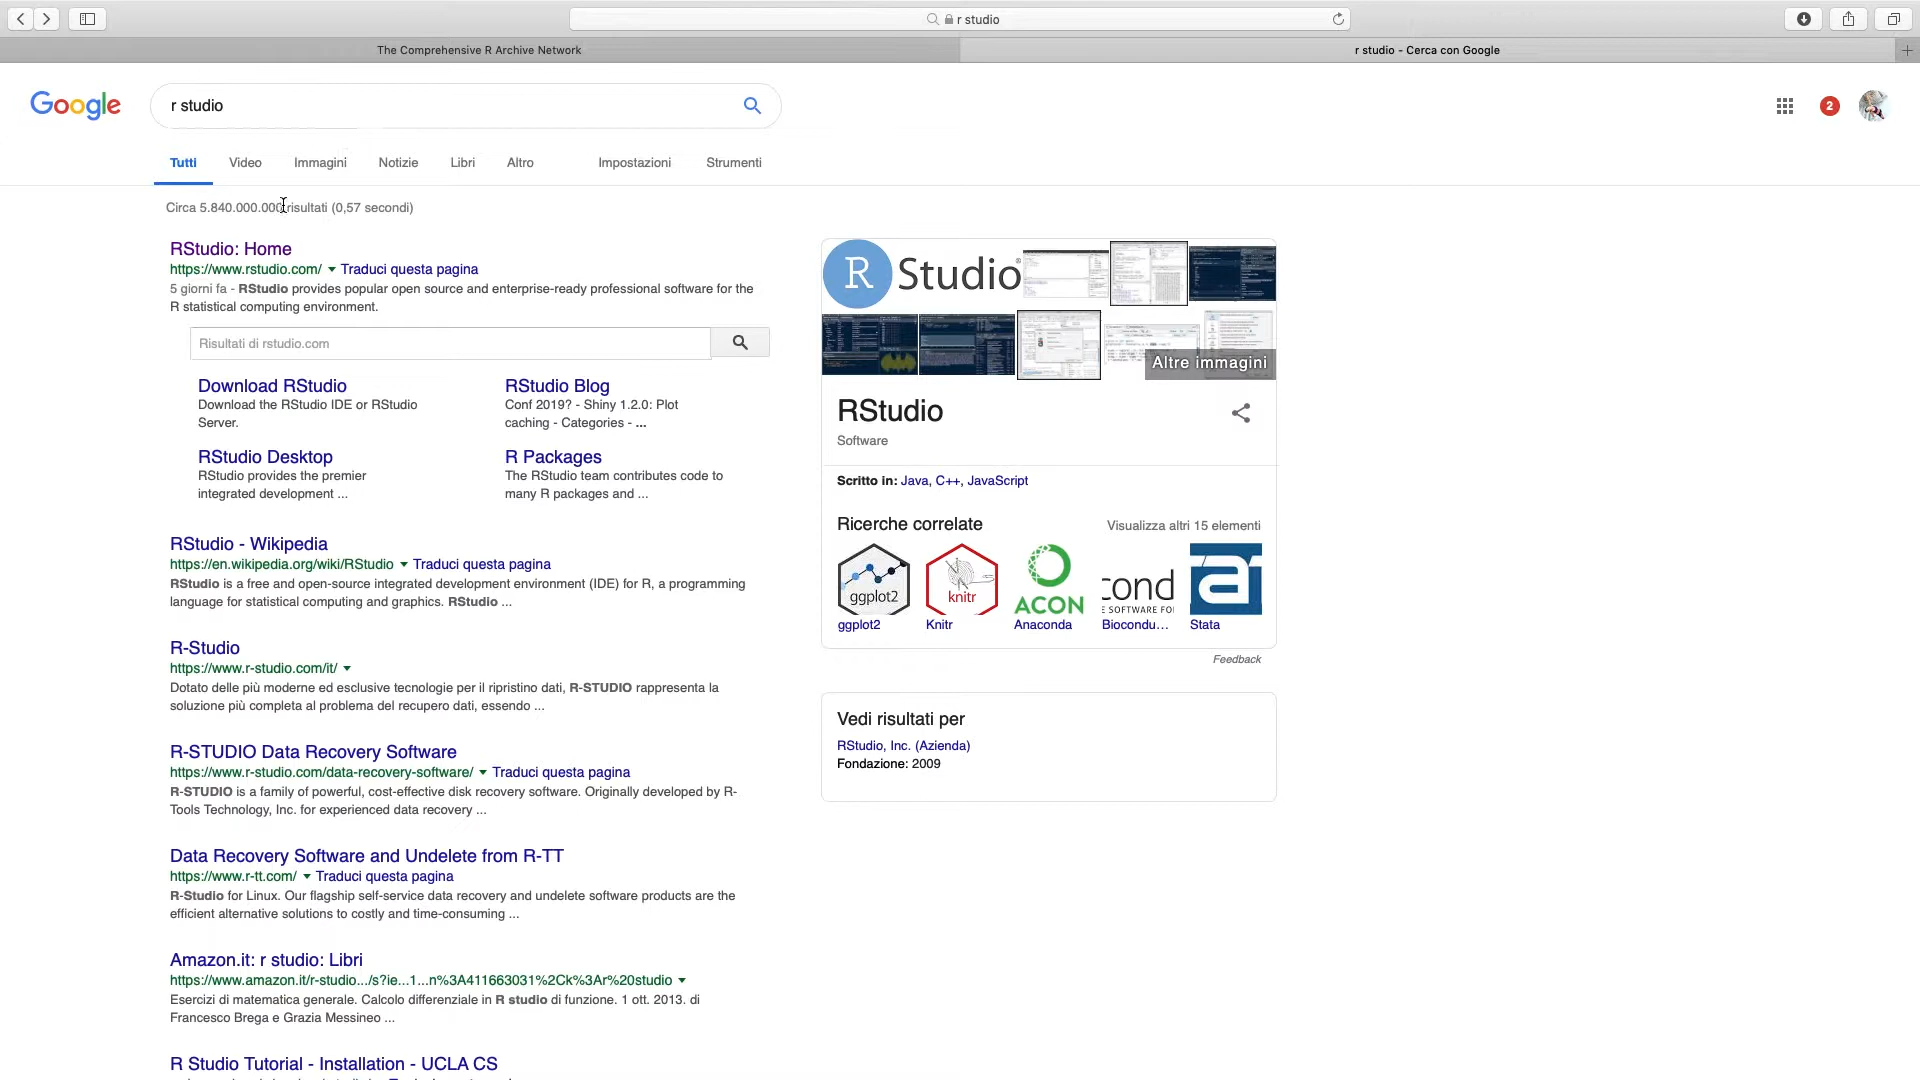 r studio
The Comprehensive R Archive Network
r studio - Cerca con Google
Google
r studio
2
Tutti
Video
Immagini
Notizie
Libri
Altro
Impostazioni
Strumenti
Circa 5.840.000.000 risultati (0,57 secondi)
RStudio: Home
https://www.rstudio.com/ Traduci questa pagina
5 giorni fa - RStudio provides popular open source and enterprise-ready professional software for the
R statistical computing environment.
Risultati di rstudio.com
Download RStudio
Download the RStudio IDE or RStudio
Server.
RStudio Blog
Conf 2019? - Shiny 1.2.0: Plot
caching - Categories - ...
RStudio Desktop
RStudio provides the premier
integrated development ...
R Packages
The RStudio team contributes code to
many R packages and ...
RStudio - Wikipedia
https://en.wikipedia.org/wiki/RStudio Traduci questa pagina
RStudio is a free and open-source integrated development environment (IDE) for R, a programming
language for statistical computing and graphics. RStudio ...
R-Studio
https://www.r-studio.com/it/
Dotato delle più moderne ed esclusive tecnologie per il ripristino dati, R-STUDIO rappresenta la
soluzione più completa al problema del recupero dati, essendo ...
R-STUDIO Data Recovery Software
https://www.r-studio.com/data-recovery-software/ Traduci questa pagina
R-STUDIO is a family of powerful, cost-effective disk recovery software. Originally developed by R-
Tools Technology, Inc. for experienced data recovery ...
Data Recovery Software and Undelete from R-TT
https://www.r-tt.com/ Traduci questa pagina
R-Studio for Linux. Our flagship self-service data recovery and undelete software products are the
efficient alternative solutions to costly and time-consuming ...
Amazon.it: r studio: Libri
https://www.amazon.it/r-studio.../s?ie...1...n%3A411663031%2Ck%3Ar%20studio
Esercizi di matematica generale. Calcolo differenziale in R studio di funzione. 1 ott. 2013. di
Francesco Brega e Grazia Messineo ...
R Studio Tutorial - Installation - UCLA CS
R Studio
Altre immagini
RStudio
Software
Scritto in: Java, C++, JavaScript
Ricerche correlate
Visualizza altri 15 elementi
ggplot2
knitr
ACON
cond
E SOFTWARE FO
a
ggplot2
Knitr
Anaconda
Biocondu...
Stata
Feedback
Vedi risultati per
RStudio, Inc. (Azienda)
Fondazione: 2009